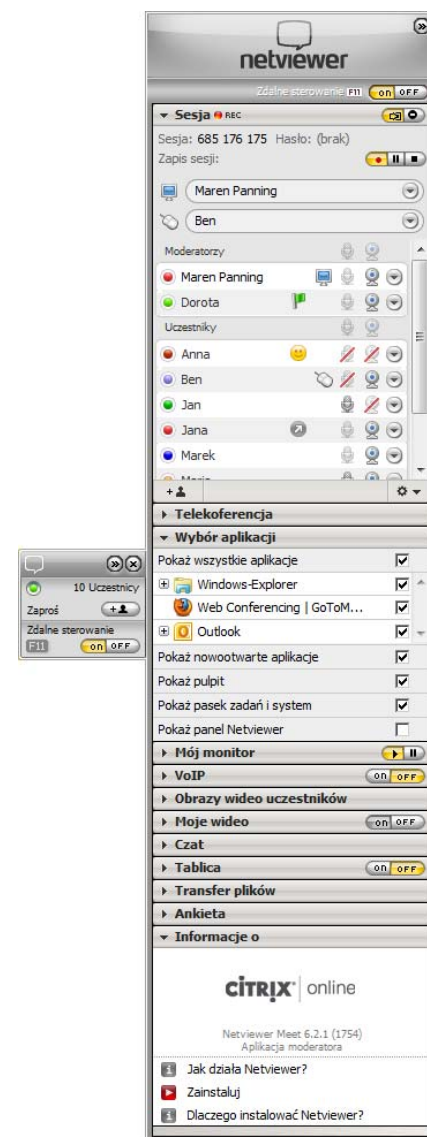 netviewer
Zdalne sterowanie F11 on OFF
Sesja REC
Sesja: 685 176 175 Hasło: (brak)
Zapis sesji:
Maren Panning
Ben
Moderatorzy
Maren Panning
Dorota
Uczestniky
Anna
Ben
Jan
Jana
Marek
Telekoferencja
Wybór aplikacji
Pokaż wszystkie aplikacje
Windows-Explorer
Web Conferencing | GoToM...
Outlook
Pokaż nowootwarte aplikacje
Pokaż pulpit
Pokaż pasek zadań i system
Pokaż panel Netviewer
Mój monitor
VoIP on OFF
Obrazy wideo uczestników
Moje wideo on OFF
Czat
Tablica on OFF
Transfer plików
Ankieta
Informacje o
CİTRIX online
Netviewer Meet 6.2.1 (1754)
Aplikacja moderatora
Jak działa Netviewer?
Zainstaluj
Dlaczego instalować Netviewer?
10 Uczestnicy
Zaproś
Zdalne sterowanie
F11 on OFF